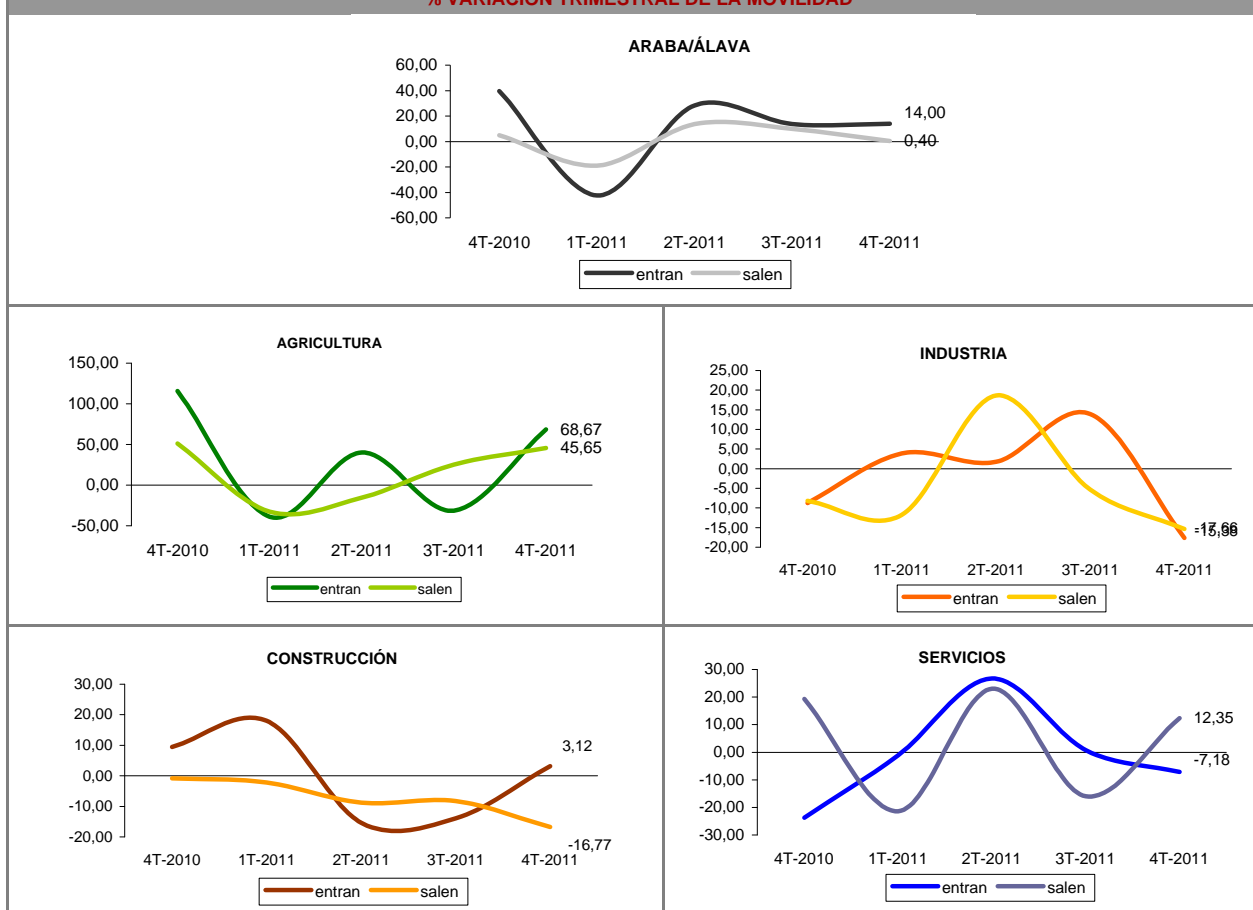 % VARIACIÓN TRIMESTRAL DE LA MOVILIDAD
ARABA/ÁLAVA
60,00
40,00
20,00
0,00
-20,00
-40,00
-60,00
14,00
0,40
4T-2010 1T-2011 2T-2011 3T-2011 4T-2011
entran salen
AGRICULTURA
150,00
100,00
50,00
0,00
-50,00
68,67
45,65
4T-2010 1T-2011 2T-2011 3T-2011 4T-2011
entran salen
INDUSTRIA
25,00
20,00
15,00
10,00
5,00
0,00
-5,00
-10,00
-15,00
-20,00
-17,66
4T-2010 1T-2011 2T-2011 3T-2011 4T-2011
entran salen
CONSTRUCCIÓN
30,00
20,00
10,00
0,00
-10,00
-20,00
3,12
-16,77
4T-2010 1T-2011 2T-2011 3T-2011 4T-2011
entran salen
SERVICIOS
30,00
20,00
10,00
0,00
-10,00
-20,00
-30,00
12,35
-7,18
4T-2010 1T-2011 2T-2011 3T-2011 4T-2011
entran salen